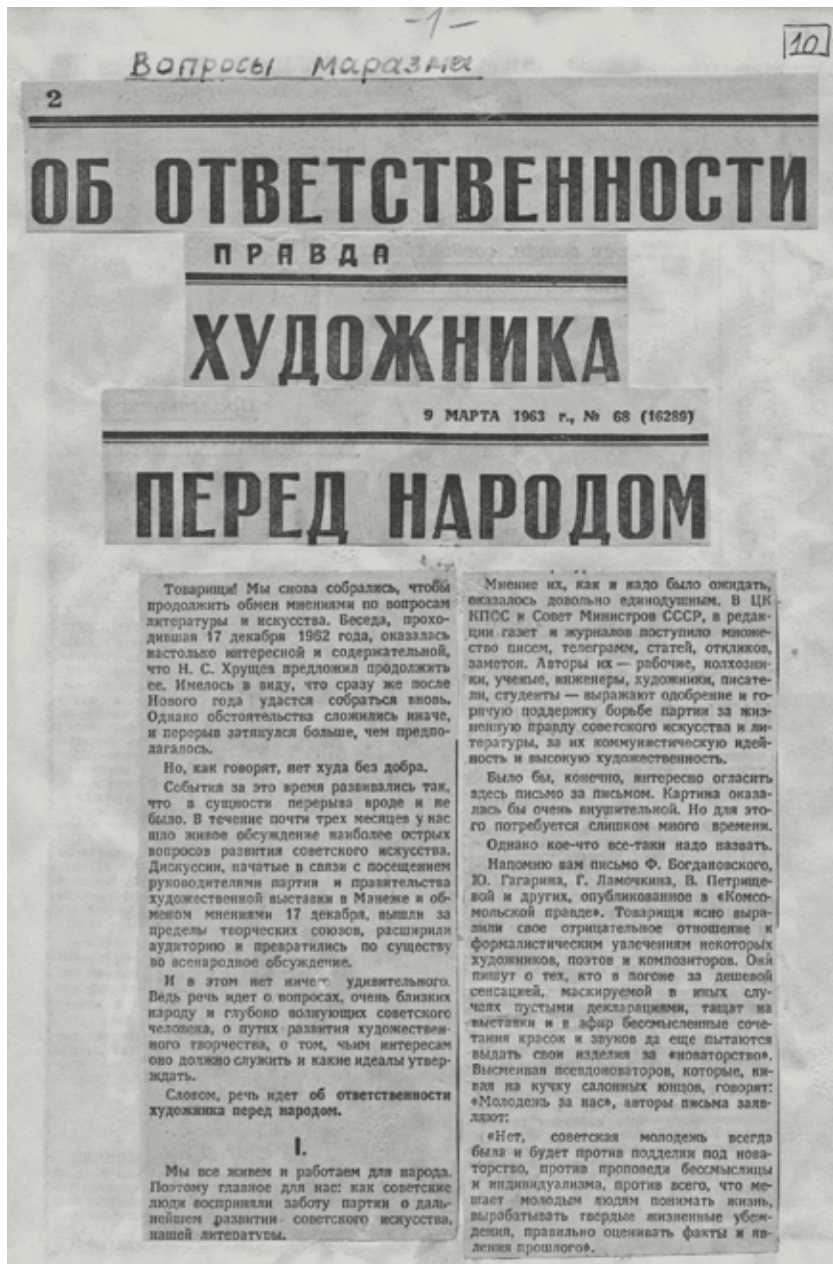 -1-
10
Вопросы маразма
2
ОБ ОТВЕТСТВЕННОСТИ
ПРАВДА
ХУДОЖНИКА
9 МАРТА 1963 г., № 68 (16289)
ПЕРЕД НАРОДОМ
Товарищи! Мы снова собрались, чтобы
продолжить обмен мнениями по вопросам
литературы и искусства. Беседа, прохо-
дившая 17 декабря 1962 года, оказалась
настолько интересной и содержательной,
что Н. С. Хрущев предложил продолжить
ее. Имелось в виду, что сразу же после
Нового года удастся собраться вновь.
Однако обстоятельства сложились иначе,
и перерыв затянулся больше, чем предпо-
лагалось.
Но, как говорят, нет худа без добра.
События за это время развивались так,
что в сущности перерыва вроде и не
было. В течение почти трех месяцев у нас
шло живое обсуждение наиболее острых
вопросов развития советского искусства.
Дискуссии, начатые в связи с посещением
руководителями партии и правительства
художественной выставки в Манеже и об-
меном мнениями 17 декабря, вышли за
пределы творческих союзов, расширили
аудиторию и превратились по существу
во всенародное обсуждение.
И в этом нет ничего удивительного.
Ведь речь идет о вопросах, очень близких
народу и глубоко волнующих советского
человека, о путях развития художествен-
ного творчества, о том, чьим интересам
оно должно служить и какие идеалы утвер-
ждать.
Словом, речь идет об ответственности
художника перед народом.
I.
Мы все живем и работаем для народа.
Поэтому главное для нас: как советские
люди восприняли заботу партии о даль-
нейшем развитии советского искусства,
нашей литературы.
Мнение их, как и надо было ожидать,
оказалось довольно единодушным. В ЦК
КПСС и Совет Министров СССР, в редак-
ции газет и журналов поступило множе-
ство писем, телеграмм, статей, откликов,
заметок. Авторы их — рабочие, колхозни-
ки, ученые, инженеры, художники, писате-
ли, студенты — выражают одобрение и го-
рячую поддержку борьбе партии за жиз-
ненную правду советского искусства и ли-
тературы, за их коммунистическую идей-
ность и высокую художественность.
Было бы, конечно, интересно огласить
здесь письмо за письмом. Картина оказа-
лась бы очень внушительной. Но для это-
го потребуется слишком много времени.
Однако кое-что все-таки надо назвать.
Напомню вам письмо Ф. Богдановского,
Ю. Гагарина, Г. Ламочкина, В. Петрище-
вой и других, опубликованное в «Комсо-
мольской правде». Товарищи ясно выра-
зили свое отрицательное отношение к
формалистическим увлечениям некоторых
художников, поэтов и композиторов. Они
пишут о тех, кто в погоне за дешевой
сенсацией, маскируемой в иных слу-
чаях пустыми декларациями, тащат на
выставки и в эфир бессмысленные соче-
тания красок и звуков да еще пытаются
выдать свои изделия за «новаторство».
Высмеивая псевдоноваторов, которые, ки-
вая на кучку салонных юнцов, говорят:
«Молодежь за нас», авторы письма заяв-
ляют:
«Нет, советская молодежь всегда
была и будет против подделки под нова-
торство, против проповеди бессмыслицы
и индивидуализма, против всего, что ме-
шает молодым людям понимать жизнь,
вырабатывать твердые жизненные убеж-
дения, правильно оценивать факты и яв-
ления прошлого».